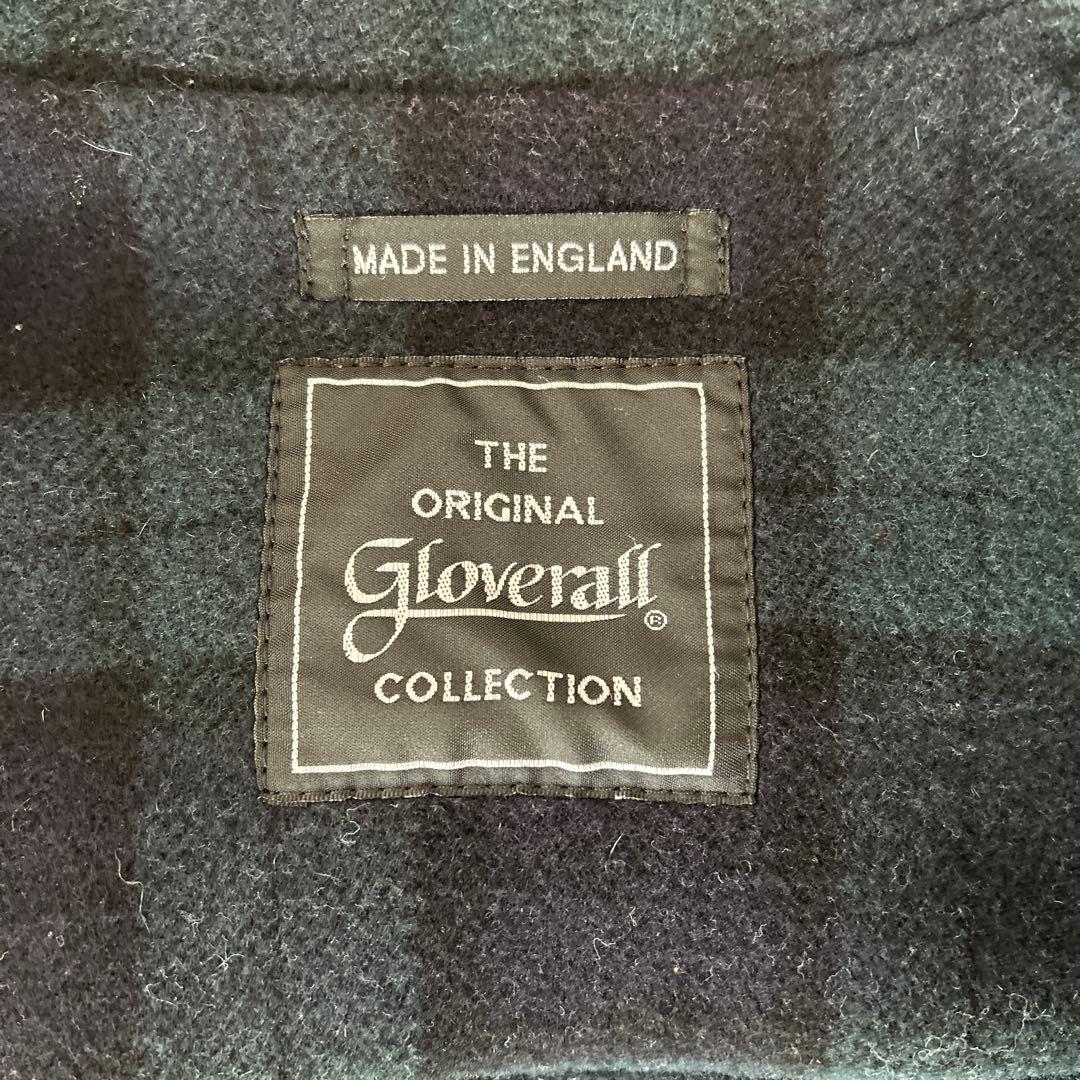 MADE IN ENGLAND
THE
ORIGINAL
Gloverall®
COLLECTION